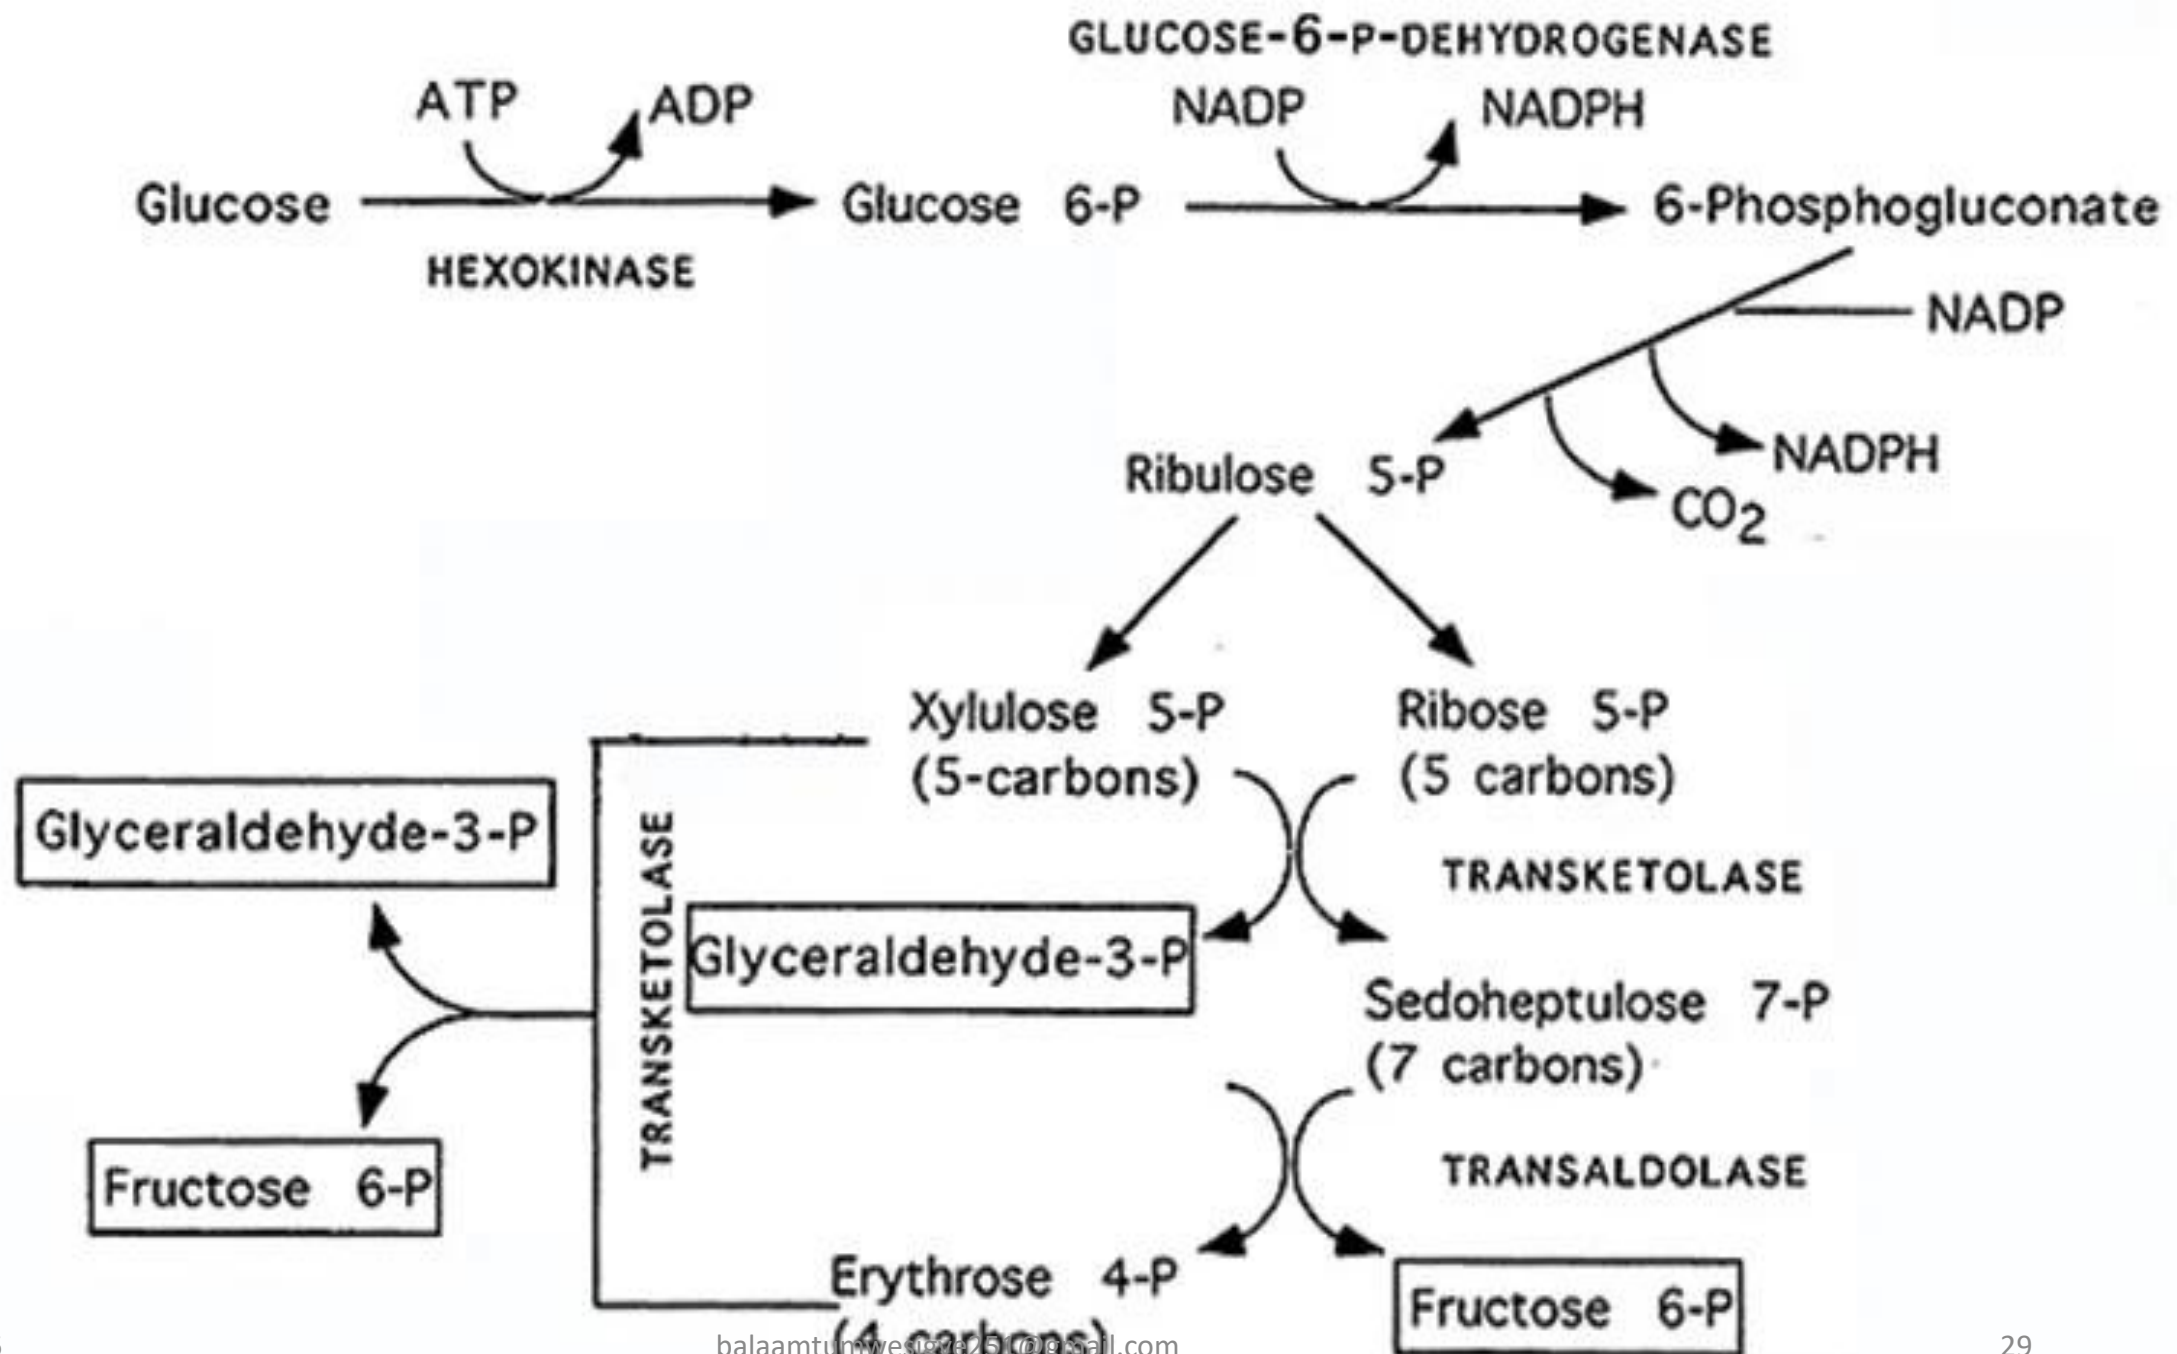 GLUCOSE-6-P-DEHYDROGENASE
ATP
ADP
NADP
NADPH
Glucose
Glucose 6-P
6-Phosphogluconate
HEXOKINASE
NADP
NADPH
CO2
Ribulose 5-P
Xylulose 5-P
(5-carbons)
Ribose 5-P
(5 carbons)
Glyceraldehyde-3-P
TRANSKETOLASE
TRANSKETOLASE
Glyceraldehyde-3-P
Sedoheptulose 7-P
(7 carbons)
Fructose 6-P
TRANSALDOLASE
Erythrose 4-P
(4 carbons)
Fructose 6-P
29